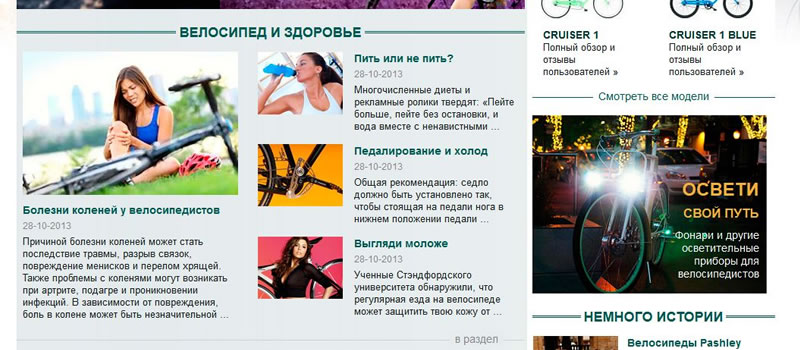 ВЕЛОСИПЕД И ЗДОРОВЬЕ
Болезни коленей у велосипедистов
28-10-2013
Причиной болезни коленей может стать
последствие травмы, разрыв связок,
повреждение менисков и перелом хрящей.
Также проблемы с коленями могут возникать
при артрите, подагре и проникновении
инфекций. В зависимости от повреждения,
боль в колене может быть незначительной ...
Пить или не пить?
28-10-2013
Многочисленные диеты и
рекламные ролики твердят: «Пейте
больше, пейте без остановки, и
вода вместе с ненавистными ...
Педалирование и холод
28-10-2013
Общая рекомендация: седло
должно быть установлено так,
чтобы стоящая на педали нога в
нижнем положении педали ...
Выгляди моложе
28-10-2013
Ученные Стэндфордского
университета обнаружили, что
регулярная езда на велосипеде
может защитить твою кожу от ...
в раздел
CRUISER 1
Полный обзор и
отзывы
пользователей »
CRUISER 1 BLUE
Полный обзор и
отзывы
пользователей »
Смотреть все модели
ОСВЕТИ
СВОЙ ПУТЬ
Фонари и другие
осветительные
приборы для
велосипедистов
НЕМНОГО ИСТОРИИ
Велосипеды Pashley